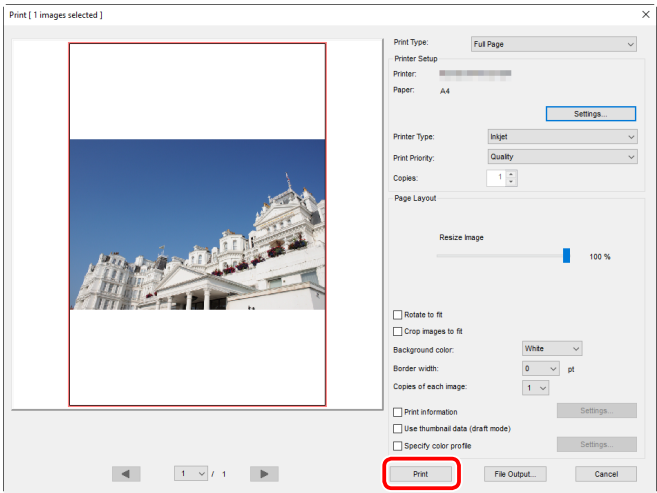 Print [ 1 images selected ]
Print Type: Full Page
Printer Setup
Printer:
Paper: A4
Settings...
Printer Type: Inkjet
Print Priority: Quality
Copies: 1
Page Layout
Resize Image
100 %
Rotate to fit
Crop images to fit
Background color: White
Border width: 0 pt
Copies of each image: 1
Print information Settings...
Use thumbnail data (draft mode)
Specify color profile Settings...
1 / 1
Print File Output... Cancel